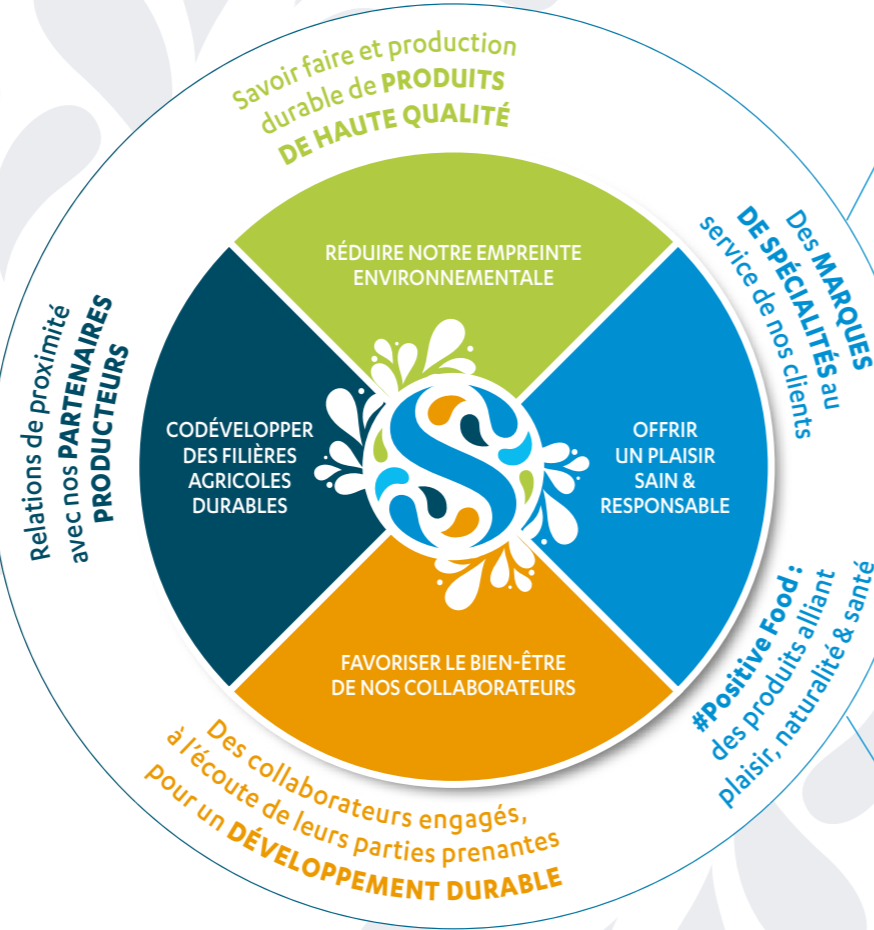 Savoir faire et production
durable de PRODUITS
DE HAUTE QUALITÉ
RÉDUIRE NOTRE EMPREINTE
ENVIRONNEMENTALE
Des MARQUES
DE SPÉCIALITÉS au
service de nos clients
Relations de proximité
avec nos PARTENAIRES
PRODUCTEURS
CODÉVELOPPER
DES FILIÈRES
AGRICOLES
DURABLES
OFFRIR
UN PLAISIR
SAIN &
RESPONSABLE
#Positive Food :
des produits alliant
plaisir, naturalité & santé
FAVORISER LE BIEN-ÊTRE
DE NOS COLLABORATEURS
Des collaborateurs engagés,
à l'écoute de leurs parties prenantes
pour un DÉVELOPPEMENT DURABLE